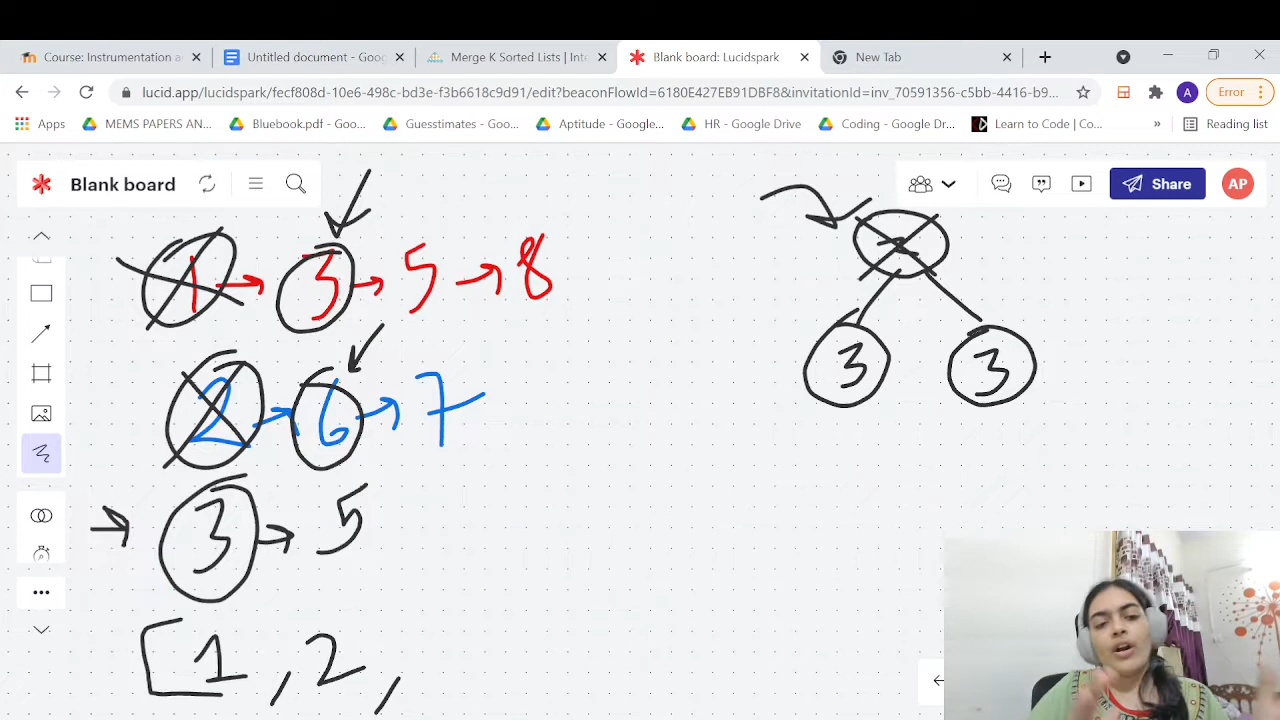 Course: Instrumentation a
Untitled document - Goog
Merge K Sorted Lists | Inte
Blank board: Lucidspark
New Tab
lucid.app/lucidspark/fecf808d-10e6-498c-bd3e-f3b6618c9d91/edit?beaconFlowId=6180E427EB91DBF8&invitationId=inv_70591356-c5bb-4416-b9...
A
Error
Apps
MEMS PAPERS AN...
Bluebook.pdf - Goo...
Guesstimates - Goo...
Aptitude - Google...
HR - Google Drive
Coding - Google Dr...
Learn to Code | Co...
»
Reading list
Blank board
Share
AP
1 → 3 → 5 → 8
2 → 6 → 7
3 3
→ 3 → 5
[1, 2,